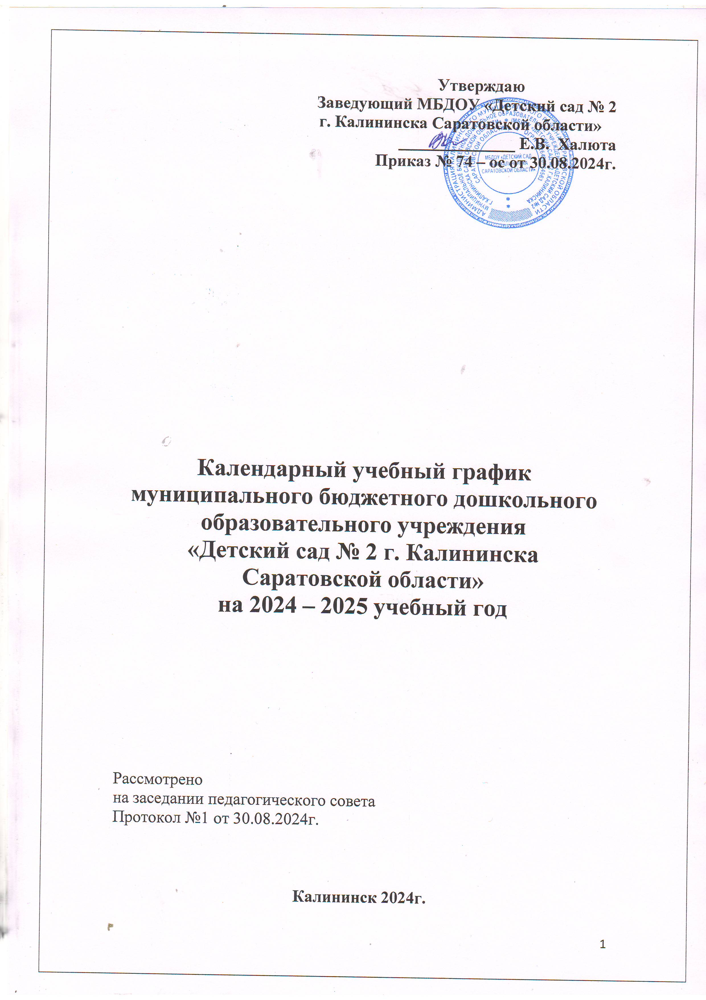 Утверждаю
Заведующий МБДОУ «Детский сад № 2
г. Калининска Саратовской области»
Е.В. Халюта
Приказ № 74 – ос от 30.08.2024г.
МБДОУ «ДЕТСКИЙ САД
САРАТОВСКОЙ ОБЛАСТИ»
Календарный учебный график
муниципального бюджетного дошкольного
образовательного учреждения
«Детский сад № 2 г. Калининска
Саратовской области»
на 2024 – 2025 учебный год
Рассмотрено
на заседании педагогического совета
Протокол №1 от 30.08.2024г.
Калининск 2024г.
1